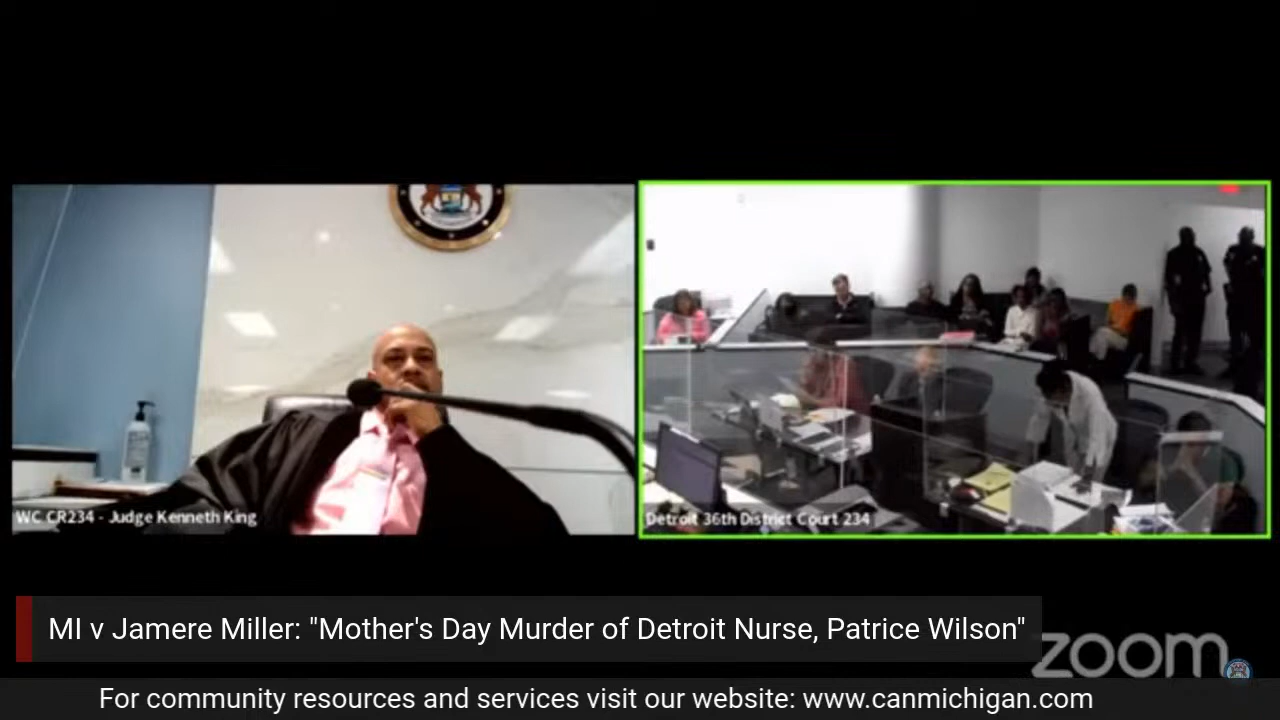 WC CR234 - Judge Kenneth King
Detroit 36th District Court 234
MI v Jamere Miller: "Mother's Day Murder of Detroit Nurse, Patrice Wilson"
zoom
For community resources and services visit our website: www.canmichigan.com